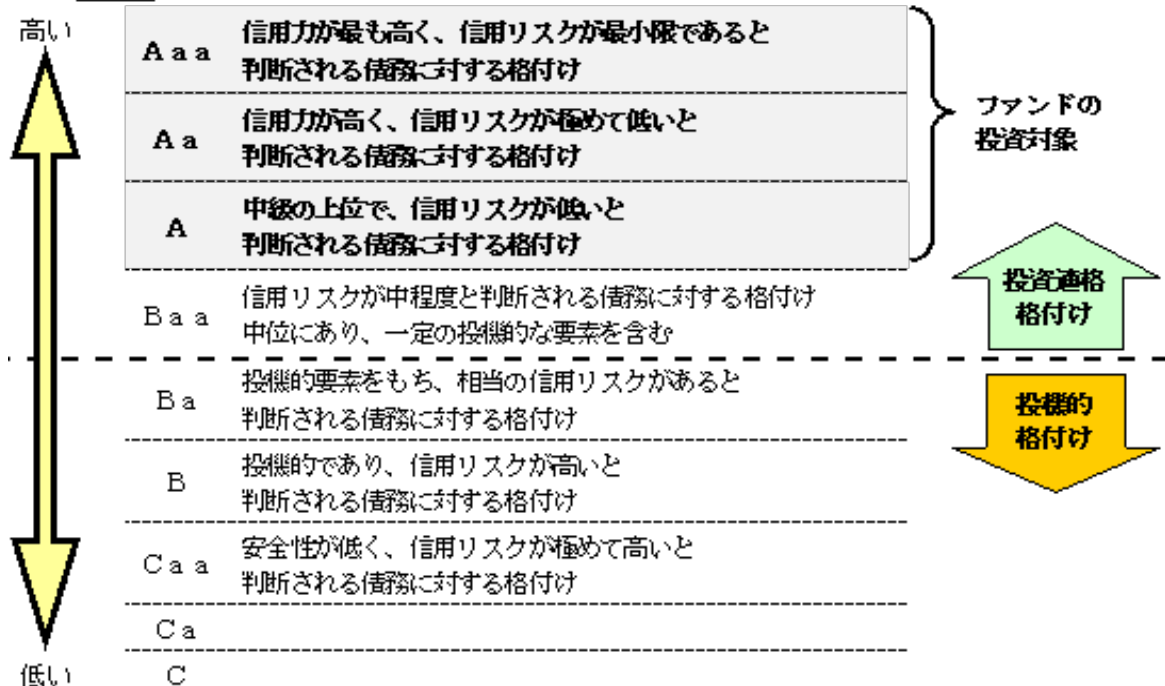 高い
Aaa
信用力が最も高く、信用リスクが最小限であると
判断される債務に対する格付け
Aa
信用力が高く、信用リスクが極めて低いと
判断される債務に対する格付け
A
中級の上位で、信用リスクが低いと
判断される債務に対する格付け
ファンドの
投資対象
Baa
信用リスクが中程度と判断される債務に対する格付け
中位にあり、一定の投機的な要素を含む
投資適格
格付け
Ba
投機的要素をもち、相当の信用リスクがあると
判断される債務に対する格付け
投機的
格付け
B
投機的であり、信用リスクが高いと
判断される債務に対する格付け
Caa
安全性が低く、信用リスクが極めて高いと
判断される債務に対する格付け
Ca
低い
C